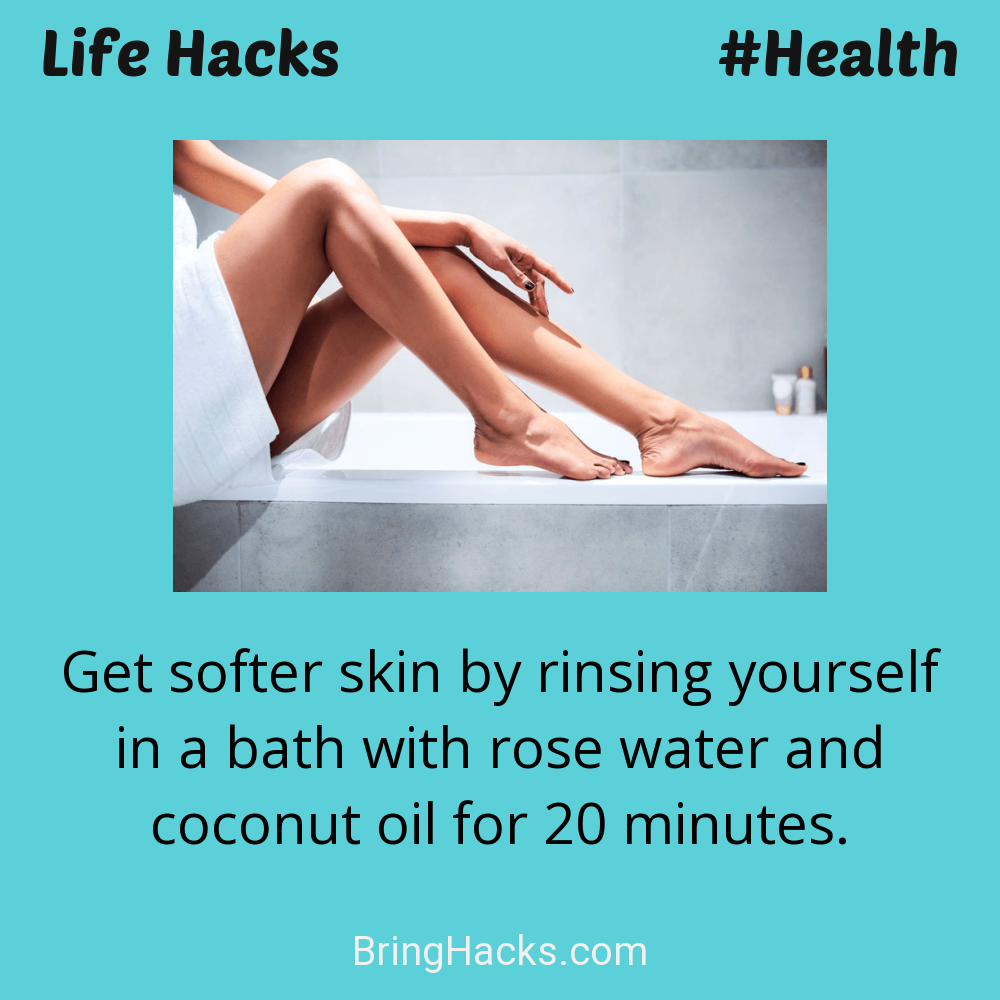 Life Hacks
#Health
Get softer skin by rinsing yourself
in a bath with rose water and
coconut oil for 20 minutes.
BringHacks.com